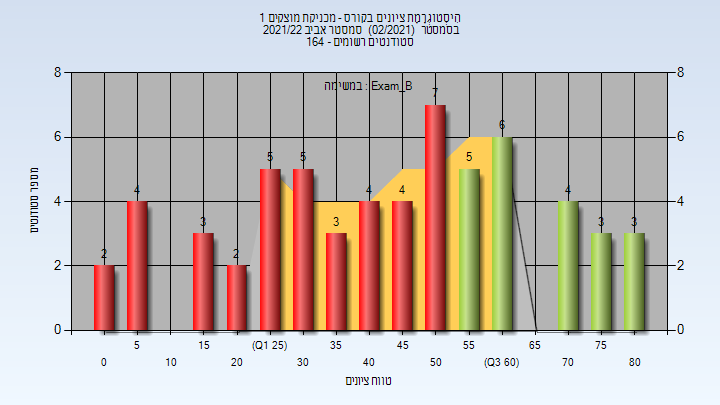 היסטוגרמת ציונים בקורס - מכניקת מוצקים 1
בסמסטר (02/2021) סמסטר אביב 2021/22
סטודנטים רשומים - 164
במשימה : Exam_B
8 8
6 6
4 4
2 2
0 0
מספר סטודנטים
2 4 3 2 5 5 3 4 4 7 5 6 4 3 3
5 15 (Q1 25) 35 45 55 65 75
0 10 20 30 40 50 (Q3 60) 70 80
טווח ציונים